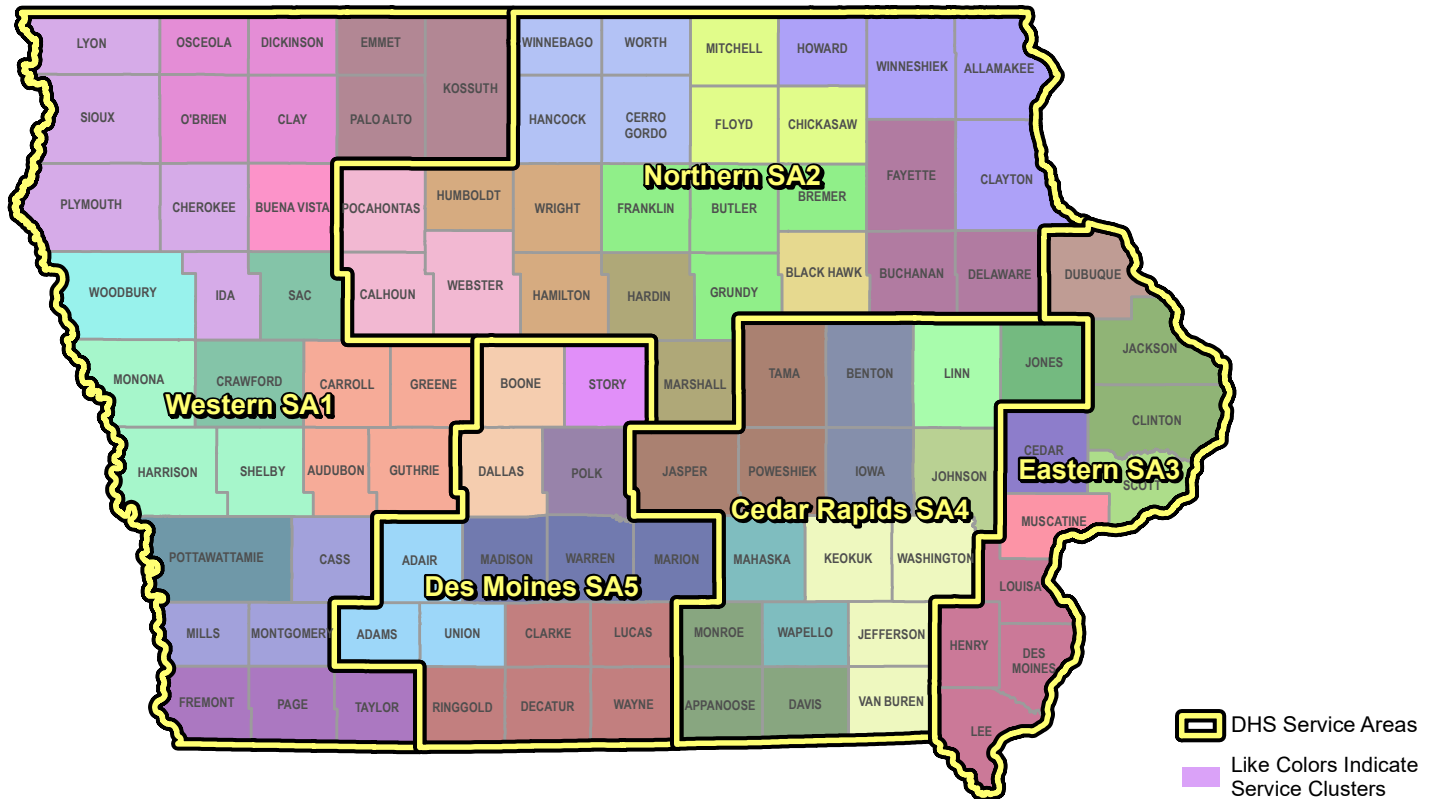 LYON
OSCEOLA
DICKINSON
EMMET
KOSSUTH
WINNEBAGO
WORTH
MITCHELL
HOWARD
WINNESHIEK
ALLAMAKEE
SIOUX
O'BRIEN
CLAY
PALO ALTO
HANCOCK
CERRO
GORDO
FLOYD
CHICKASAW
Northern SA2
FAYETTE
CLAYTON
PLYMOUTH
CHEROKEE
BUENA VISTA
POCAHONTAS
HUMBOLDT
WRIGHT
FRANKLIN
BUTLER
BREMER
WOODBURY
IDA
SAC
CALHOUN
WEBSTER
HAMILTON
HARDIN
GRUNDY
BLACK HAWK
BUCHANAN
DELAWARE
DUBUQUE
MONONA
CRAWFORD
CARROLL
GREENE
BOONE
STORY
MARSHALL
TAMA
BENTON
LINN
JONES
JACKSON
Western SA1
CLINTON
HARRISON
SHELBY
AUDUBON
GUTHRIE
DALLAS
POLK
JASPER
POWESHIEK
IOWA
JOHNSON
CEDAR
Eastern SA3
SCOTT
Cedar Rapids SA4
MUSCATINE
POTTAWATTAMIE
CASS
ADAIR
MADISON
WARREN
MARION
MAHASKA
KEOKUK
WASHINGTON
LOUISA
Des Moines SA5
MILLS
MONTGOMERY
ADAMS
UNION
CLARKE
LUCAS
MONROE
WAPELLO
JEFFERSON
HENRY
DES
MOINES
FREMONT
PAGE
TAYLOR
RINGGOLD
DECATUR
WAYNE
APPANOOSE
DAVIS
VAN BUREN
LEE
DHS Service Areas
Like Colors Indicate
Service Clusters